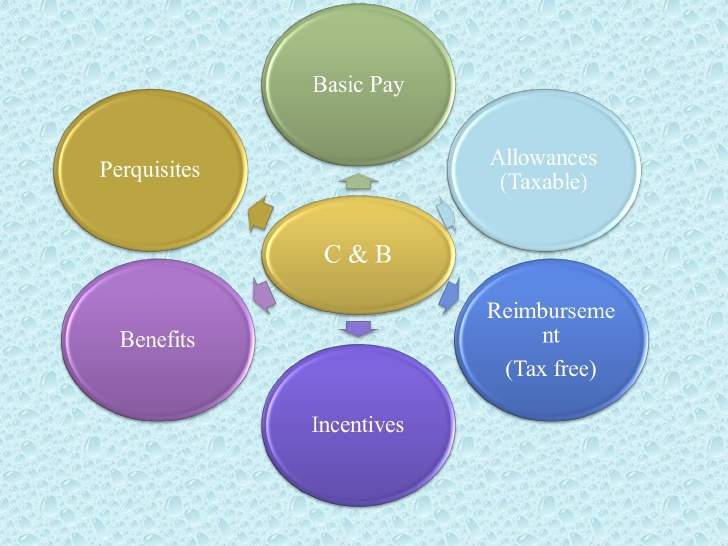 Basic Pay
Allowances
(Taxable)
Perquisites
C & B
Reimburseme
nt
(Tax free)
Benefits
Incentives